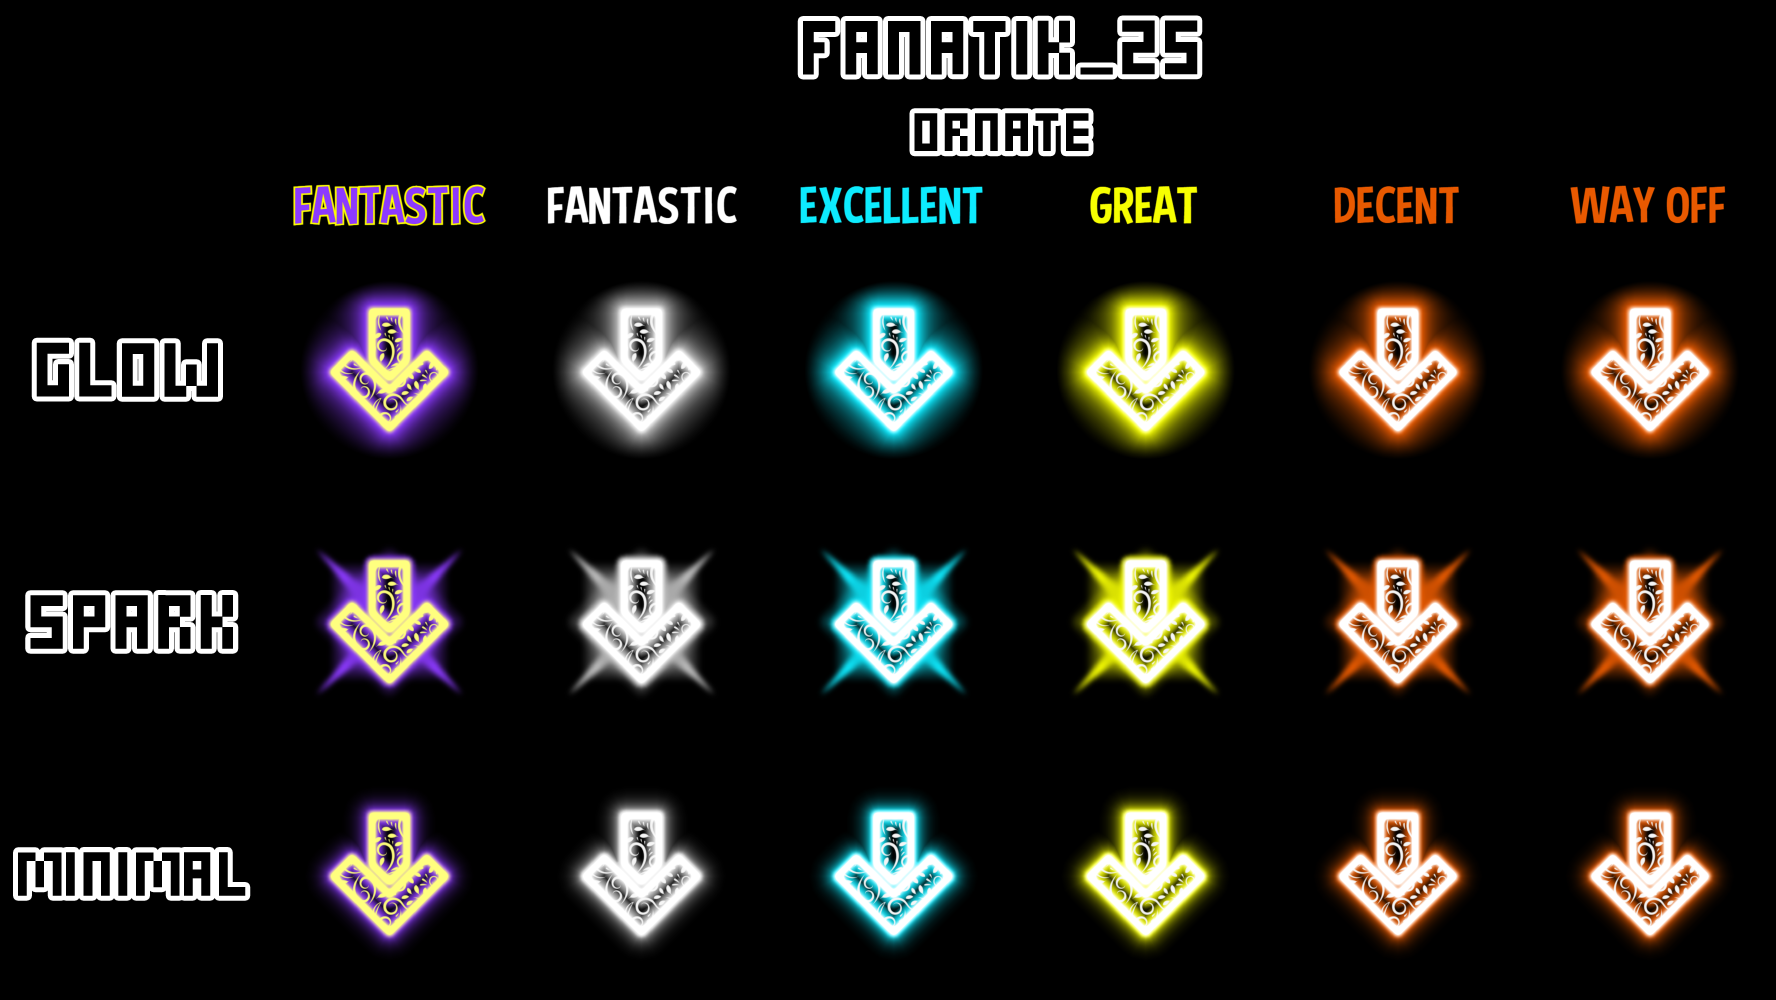 FANATIK_25
ORNATE
FANTASTIC FANTASTIC EXCELLENT GREAT DECENT WAY OFF
GLOW
SPARK
MINIMAL